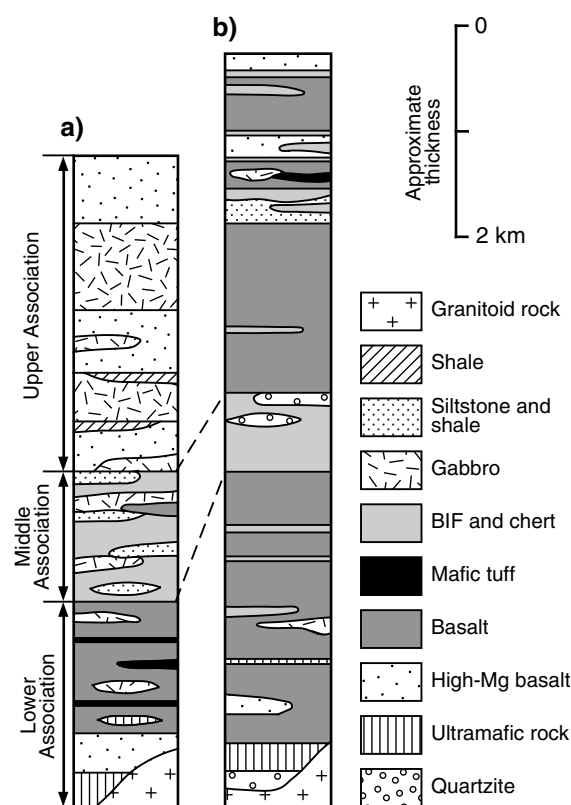 b)
0
a)
Approximate
thickness
2 km
Upper Association
Middle
Association
Lower
Association
Granitoid rock
Shale
Siltstone and
shale
Gabbro
BIF and chert
Mafic tuff
Basalt
High-Mg basalt
Ultramafic rock
Quartzite